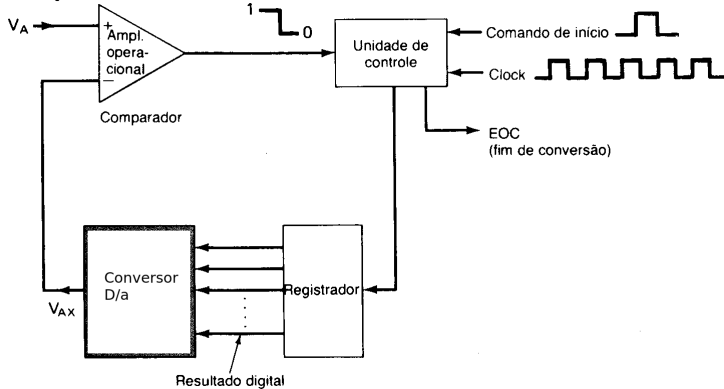 V_A
+
Ampl.
opera-
cional
−
Comparador
1
0
Unidade de
controle
Comando de início
Clock
EOC
(fim de conversão)
Conversor
D/a
Registrador
V_AX
Resultado digital